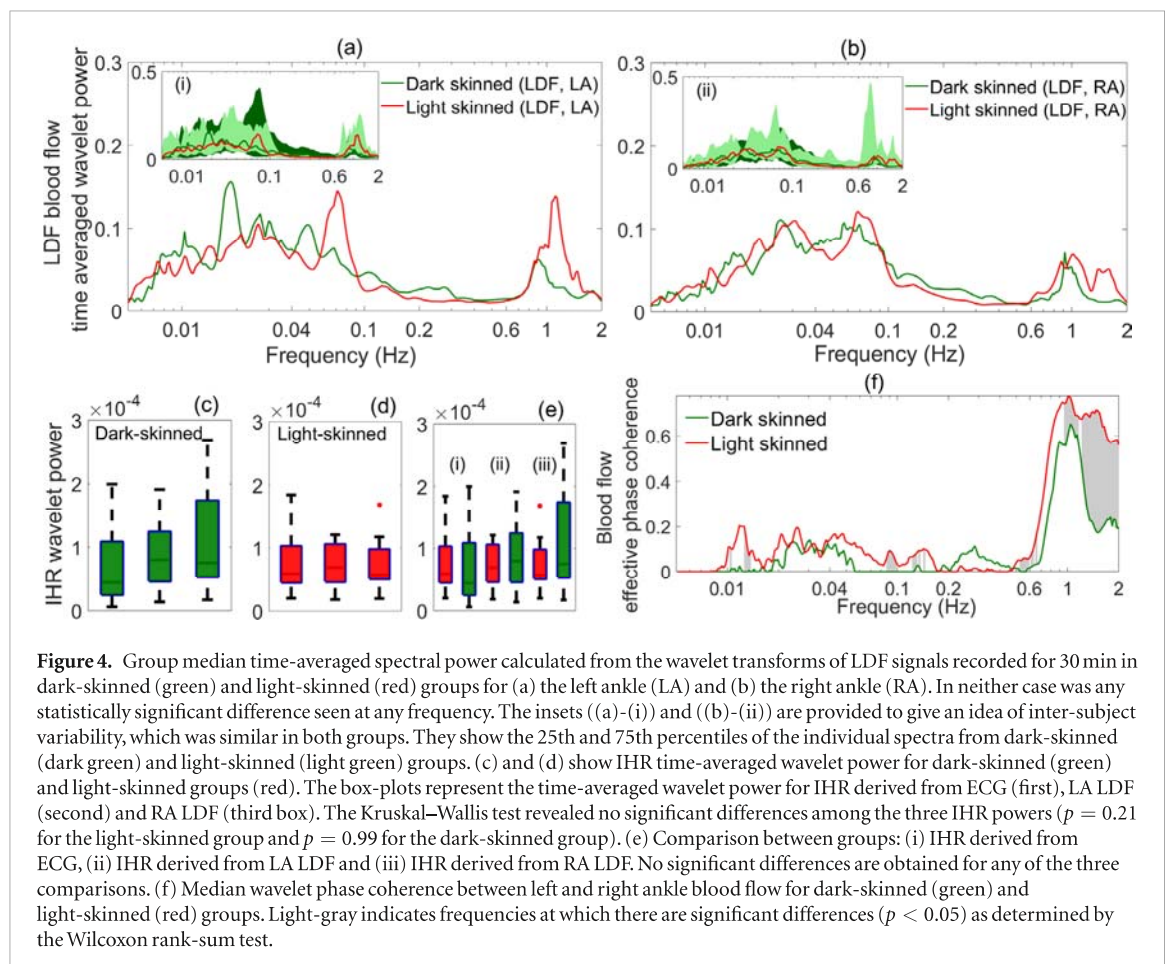 (a)
(b)
LDF blood flow
time averaged wavelet power
0.3
0.2
0.1
0
0.5
(i)
0
0.01
0.1
0.6
2
Dark skinned (LDF, LA)
Light skinned (LDF, LA)
0.01
0.04
0.1
0.2
0.6
1
2
Frequency (Hz)
0.3
0.2
0.1
0
0.5
(ii)
0
0.01
0.1
0.6
2
Dark skinned (LDF, RA)
Light skinned (LDF, RA)
0.01
0.04
0.1
0.2
0.6
1
2
Frequency (Hz)
IHR wavelet power
×10⁻⁴
(c)
Dark-skinned
3
2
1
0
×10⁻⁴
(d)
Light-skinned
3
2
1
0
×10⁻⁴
(e)
(i)
(ii)
(iii)
4
2
0
(f)
Blood flow
effective phase coherence
Dark skinned
Light skinned
0.6
0.4
0.2
0
0.01
0.04
0.1
0.2
0.6
1
2
Frequency (Hz)
Figure 4. Group median time-averaged spectral power calculated from the wavelet transforms of LDF signals recorded for 30 min in
dark-skinned (green) and light-skinned (red) groups for (a) the left ankle (LA) and (b) the right ankle (RA). In neither case was any
statistically significant difference seen at any frequency. The insets ((a)-(i)) and ((b)-(ii)) are provided to give an idea of inter-subject
variability, which was similar in both groups. They show the 25th and 75th percentiles of the individual spectra from dark-skinned
(dark green) and light-skinned (light green) groups. (c) and (d) show IHR time-averaged wavelet power for dark-skinned (green)
and light-skinned groups (red). The box-plots represent the time-averaged wavelet power for IHR derived from ECG (first), LA LDF
(second) and RA LDF (third box). The Kruskal–Wallis test revealed no significant differences among the three IHR powers (p = 0.21
for the light-skinned group and p = 0.99 for the dark-skinned group). (e) Comparison between groups: (i) IHR derived from
ECG, (ii) IHR derived from LA LDF and (iii) IHR derived from RA LDF. No significant differences are obtained for any of the three
comparisons. (f) Median wavelet phase coherence between left and right ankle blood flow for dark-skinned (green) and
light-skinned (red) groups. Light-gray indicates frequencies at which there are significant differences (p < 0.05) as determined by
the Wilcoxon rank-sum test.